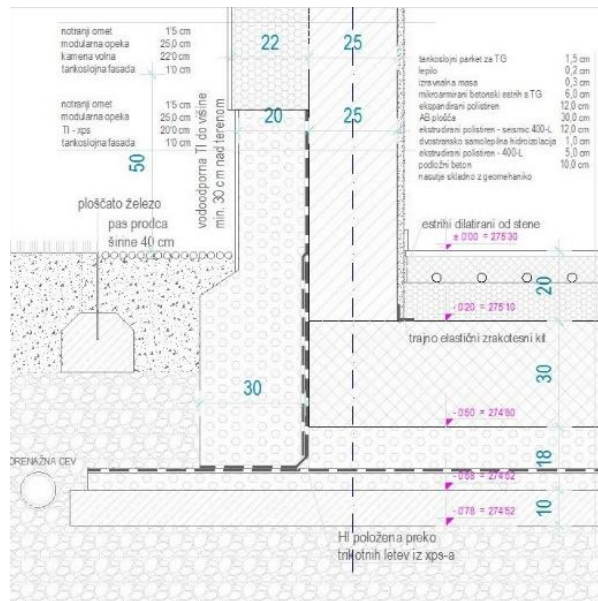 notranji omet 1'5 cm
modularna opeka 25,0 cm
kamena volna 22'0 cm
tankoslojna fasada 1'0 cm
notranji omet 1'5 cm
modularna opeka 25,0 cm
TI - xps 20'0 cm
tankoslojna fasada 1'0 cm
50
ploščato železo
pas prodca
širine 40 cm
vodoodporna TI do višine
min. 30 cm nad terenom
22
25
20
25
tankoslojni parket za TG 1,5 cm
lepilo 0,2 cm
izravnalna masa 0,3 cm
mikroarmirani betonski estrih s TG 6,0 cm
ekspandirani polistiren 12,0 cm
AB plošča 30,0 cm
ekstrudirani polistiren - seismic 400-L 12,0 cm
dvostransko samolepilna hidroizolacija 1,0 cm
ekstrudirani polistiren - 400-L 5,0 cm
podložni beton 10,0 cm
nasutje skladno z geomehaniko
estrihi dilatirani od stene
± 0'00 = 275'30
20
- 0'20 = 275'10
trajno elastični zrakotesni kit
30
30
- 0'50 = 274'80
18
DRENAŽNA CEV
- 0'68 = 274'62
10
- 0'78 = 274'52
HI položena preko
trikotnih letev iz xps-a